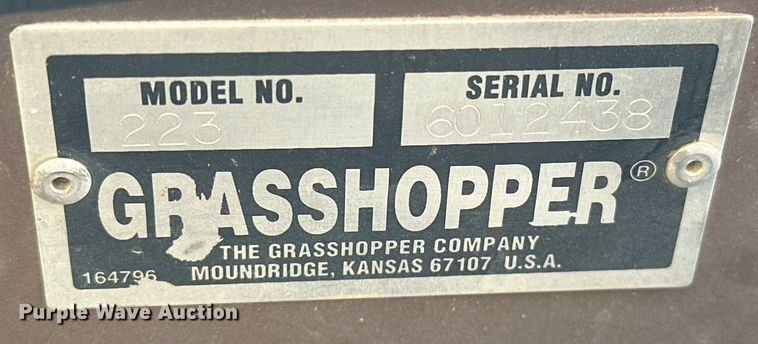 MODEL NO. SERIAL NO.
223 6012438
GRASSHOPPER®
THE GRASSHOPPER COMPANY
164796 MOUNDRIDGE, KANSAS 67107 U.S.A.
Purple Wave Auction